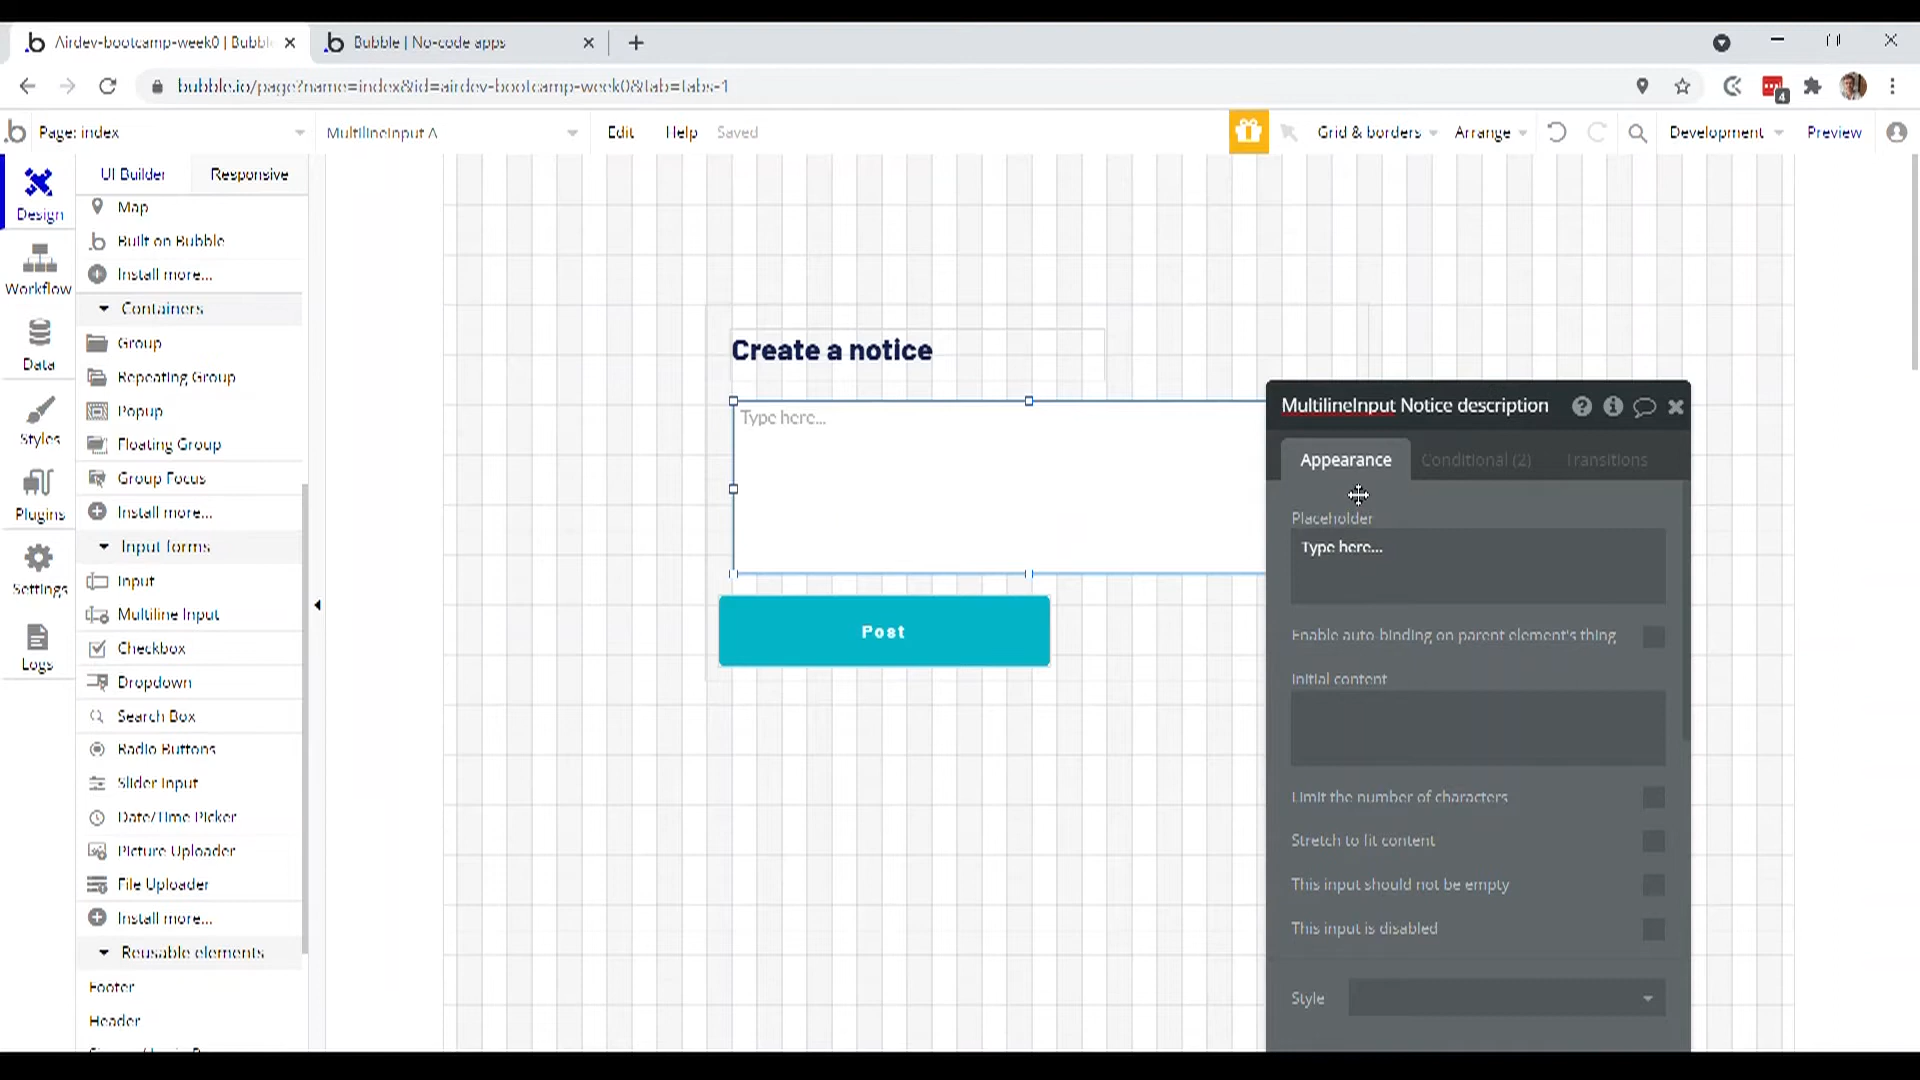 Airdev-bootcamp-week0 | Bubble
Bubble | No-code apps
bubble.io/page?name=index&id=airdev-bootcamp-week0&tab=tabs-1
4
Page: index
MultilineInput A
Edit
Help
Saved
Grid & borders
Arrange
Development
Preview
UI Builder
Responsive
Design
Workflow
Data
Styles
Plugins
Settings
Logs
Map
Built on Bubble
Install more...
Containers
Group
Repeating Group
Popup
Floating Group
Group Focus
Install more...
Input forms
Input
Multiline Input
Checkbox
Dropdown
Search Box
Radio Buttons
Slider Input
Date/Time Picker
Picture Uploader
File Uploader
Install more...
Reusable elements
Footer
Header
Create a notice
Type here...
Post
MultilineInput Notice description
Appearance
Conditional (2)
Transitions
Placeholder
Type here...
Enable auto-binding on parent element's thing
Initial content
Limit the number of characters
Stretch to fit content
This input should not be empty
This input is disabled
Style